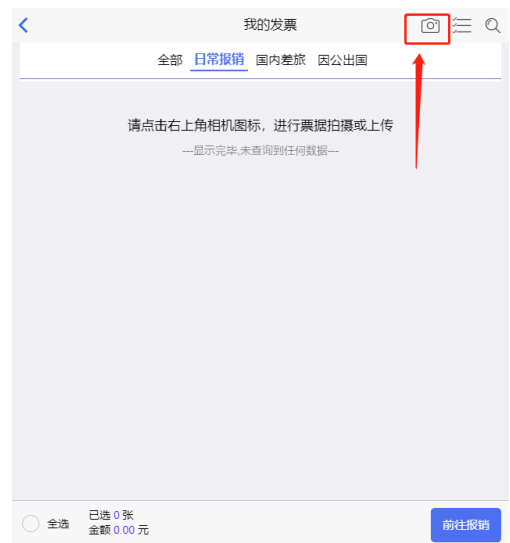 我的发票
全部 日常报销 国内差旅 因公出国
请点击右上角相机图标，进行票据拍摄或上传
---显示完毕,未查询到任何数据---
全选
已选 0 张
金额 0.00 元
前往报销